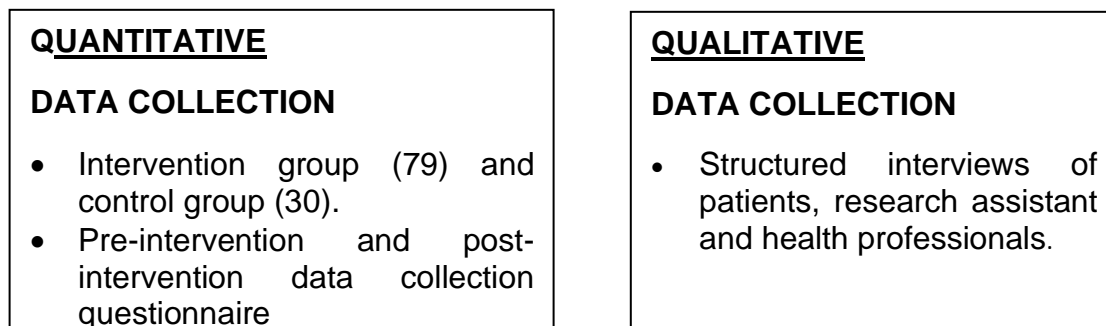 QUANTITATIVE
DATA COLLECTION
• Intervention group (79) and
control group (30).
• Pre-intervention and post-
intervention data collection
questionnaire
QUALITATIVE
DATA COLLECTION
• Structured interviews of
patients, research assistant
and health professionals.